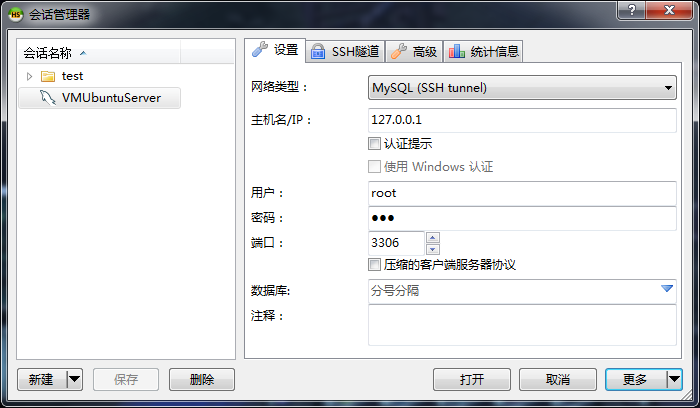 HS 会话管理器
会话名称
test
VMUbuntuServer
设置 SSH隧道 高级 统计信息
网络类型： MySQL (SSH tunnel)
主机名/IP： 127.0.0.1
认证提示
使用 Windows 认证
用户： root
密码： ●●●
端口： 3306
压缩的客户端服务器协议
数据库: 分号分隔
注释：
新建 保存 删除 打开 取消 更多